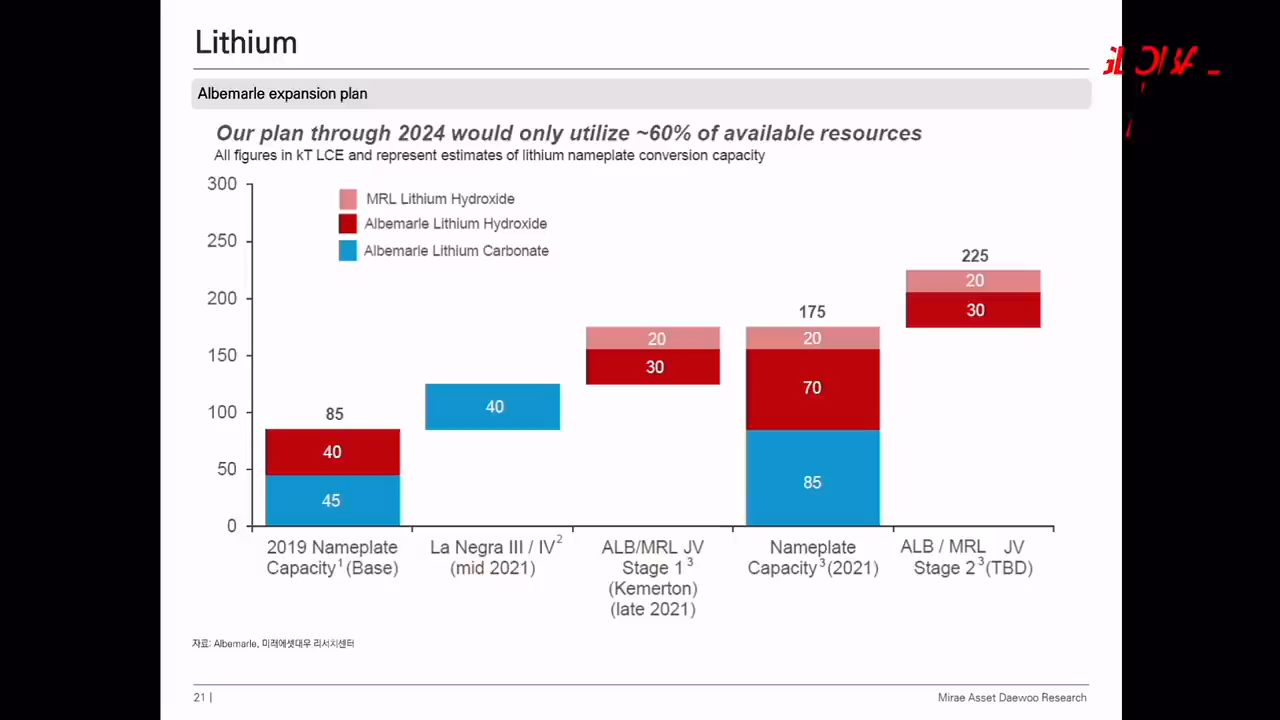 Lithium
Albemarle expansion plan
Our plan through 2024 would only utilize ~60% of available resources
All figures in kT LCE and represent estimates of lithium nameplate conversion capacity
300
250
200
150
100
50
0
MRL Lithium Hydroxide
Albemarle Lithium Hydroxide
Albemarle Lithium Carbonate
85
40
45
40
20
30
175
20
70
85
225
20
30
2019 Nameplate
Capacity¹ (Base)
La Negra III / IV²
(mid 2021)
ALB/MRL JV
Stage 1³
(Kemerton)
(late 2021)
Nameplate
Capacity³ (2021)
ALB / MRL JV
Stage 2³ (TBD)
자료: Albemarle, 미래에셋대우 리서치센터
21 |
Mirae Asset Daewoo Research